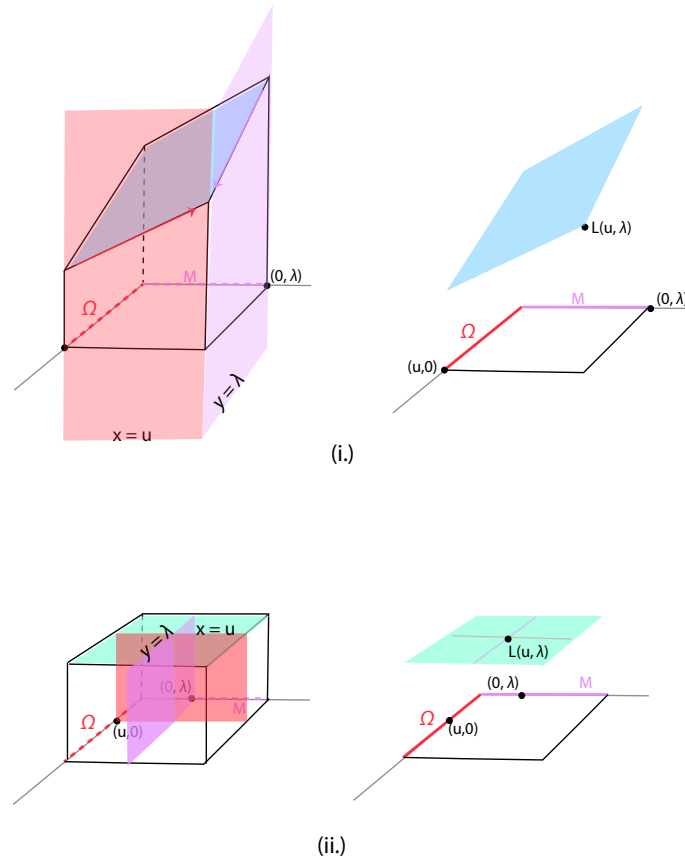 M
(0, λ)
Ω
y = λ
x = u
L(u, λ)
M
(0, λ)
Ω
(u,0)
(i.)
y = λ
x = u
(0, λ)
M
Ω
(u,0)
L(u, λ)
(0, λ)
M
Ω
(u,0)
(ii.)